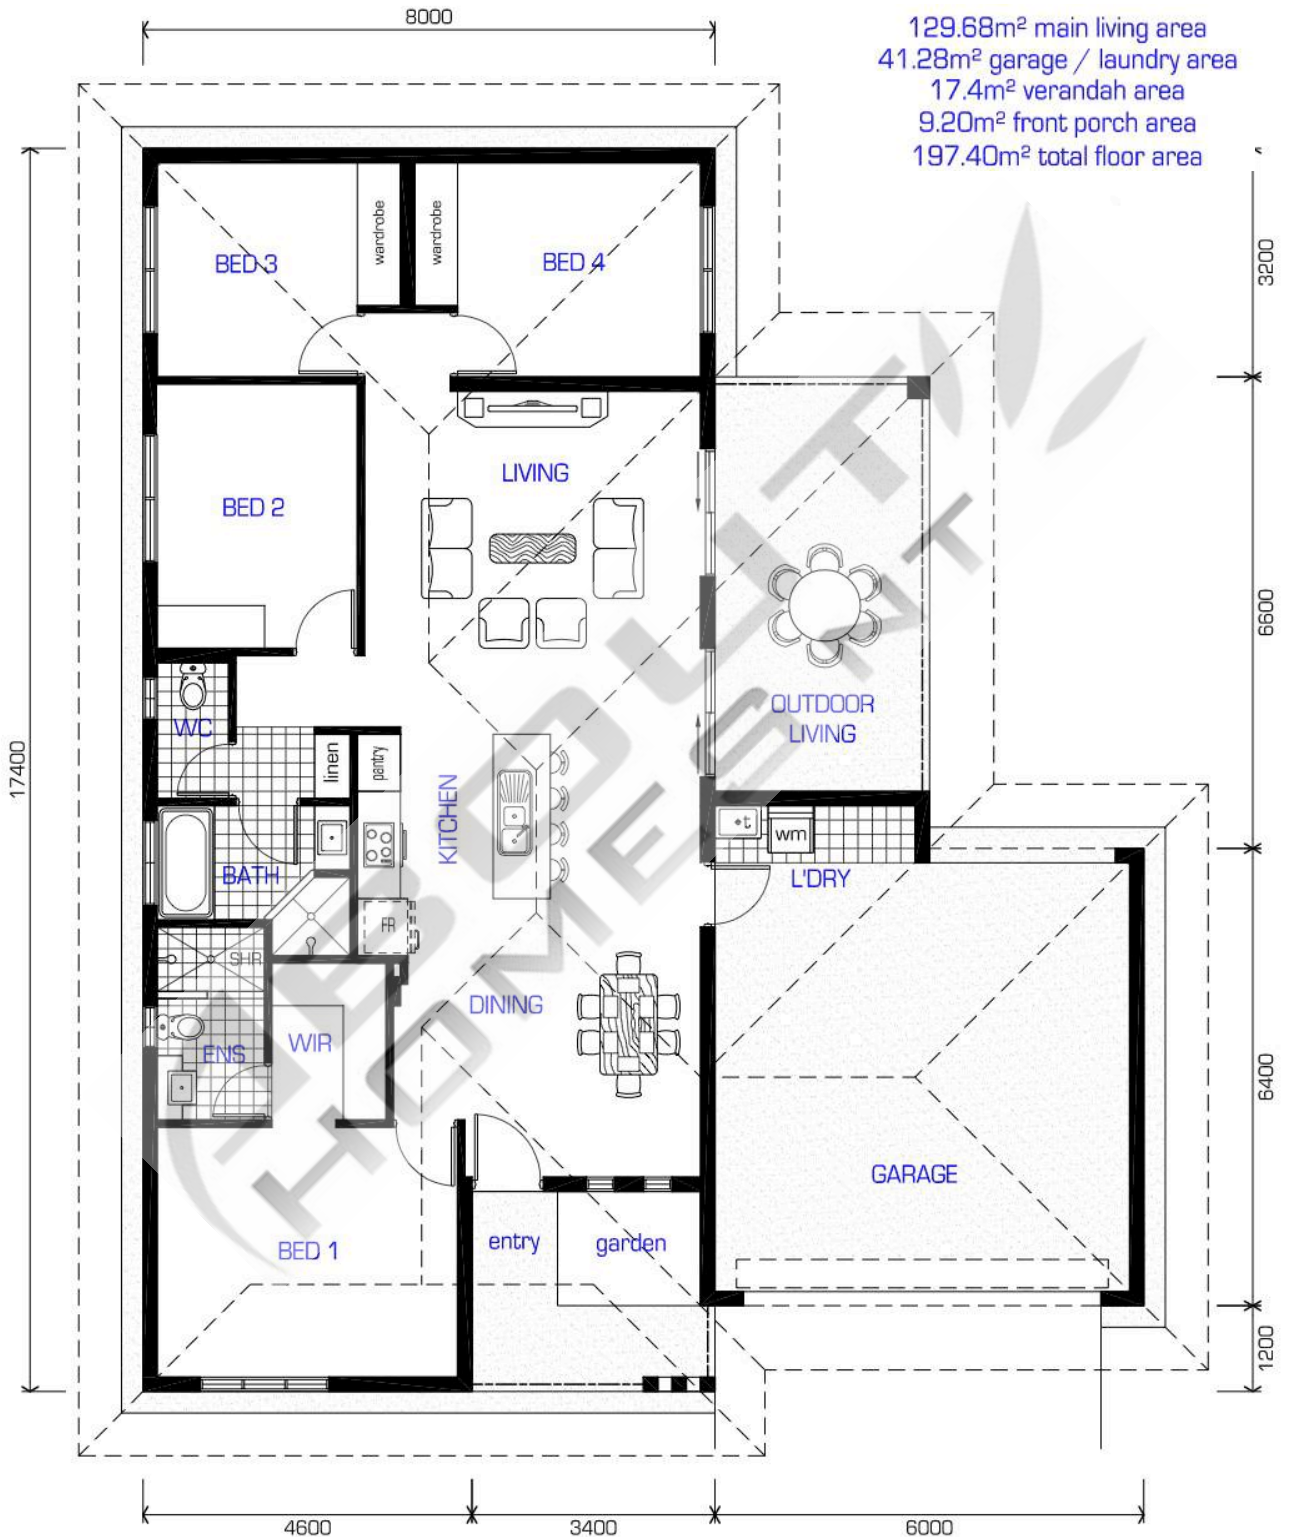 8000
129.68m² main living area
41.28m² garage / laundry area
17.4m² verandah area
9.20m² front porch area
197.40m² total floor area
BED 3
wardrobe
wardrobe
BED 4
3200
LIVING
BED 2
6600
OUTDOOR
LIVING
WC
linen
pantry
KITCHEN
17400
t
wm
BATH
L'DRY
FR
SHR
DINING
WIR
ENS
6400
GARAGE
BED 1
entry
garden
1200
4600
3400
6000
ABOUT
HOMES NT